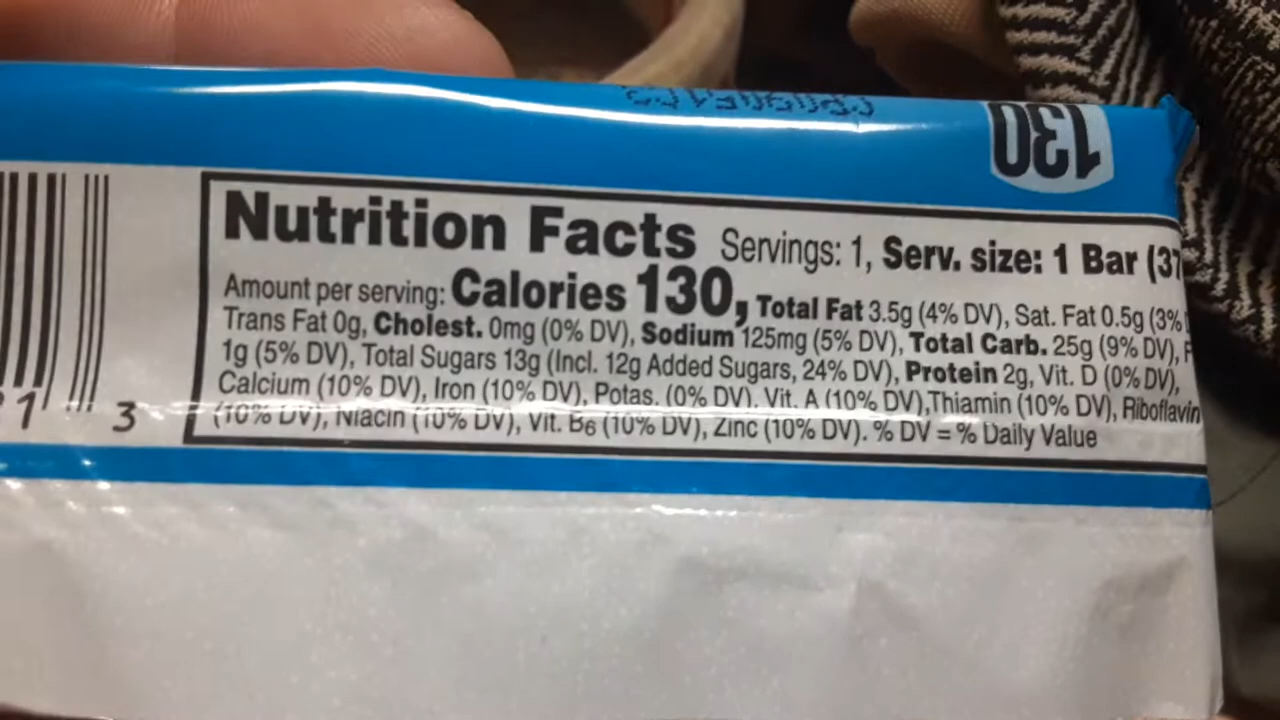 130
Nutrition Facts Servings: 1, Serv. size: 1 Bar (37
Amount per serving: Calories 130, Total Fat 3.5g (4% DV), Sat. Fat 0.5g (3%
Trans Fat 0g, Cholest. 0mg (0% DV), Sodium 125mg (5% DV), Total Carb. 25g (9% DV), F
1g (5% DV), Total Sugars 13g (Incl. 12g Added Sugars, 24% DV), Protein 2g, Vit. D (0% DV),
Calcium (10% DV), Iron (10% DV), Potas. (0% DV). Vit. A (10% DV),Thiamin (10% DV), Riboflavin
(10% DV), Niacin (10% DV), Vit. B6 (10% DV), Zinc (10% DV). % DV = % Daily Value
1 3